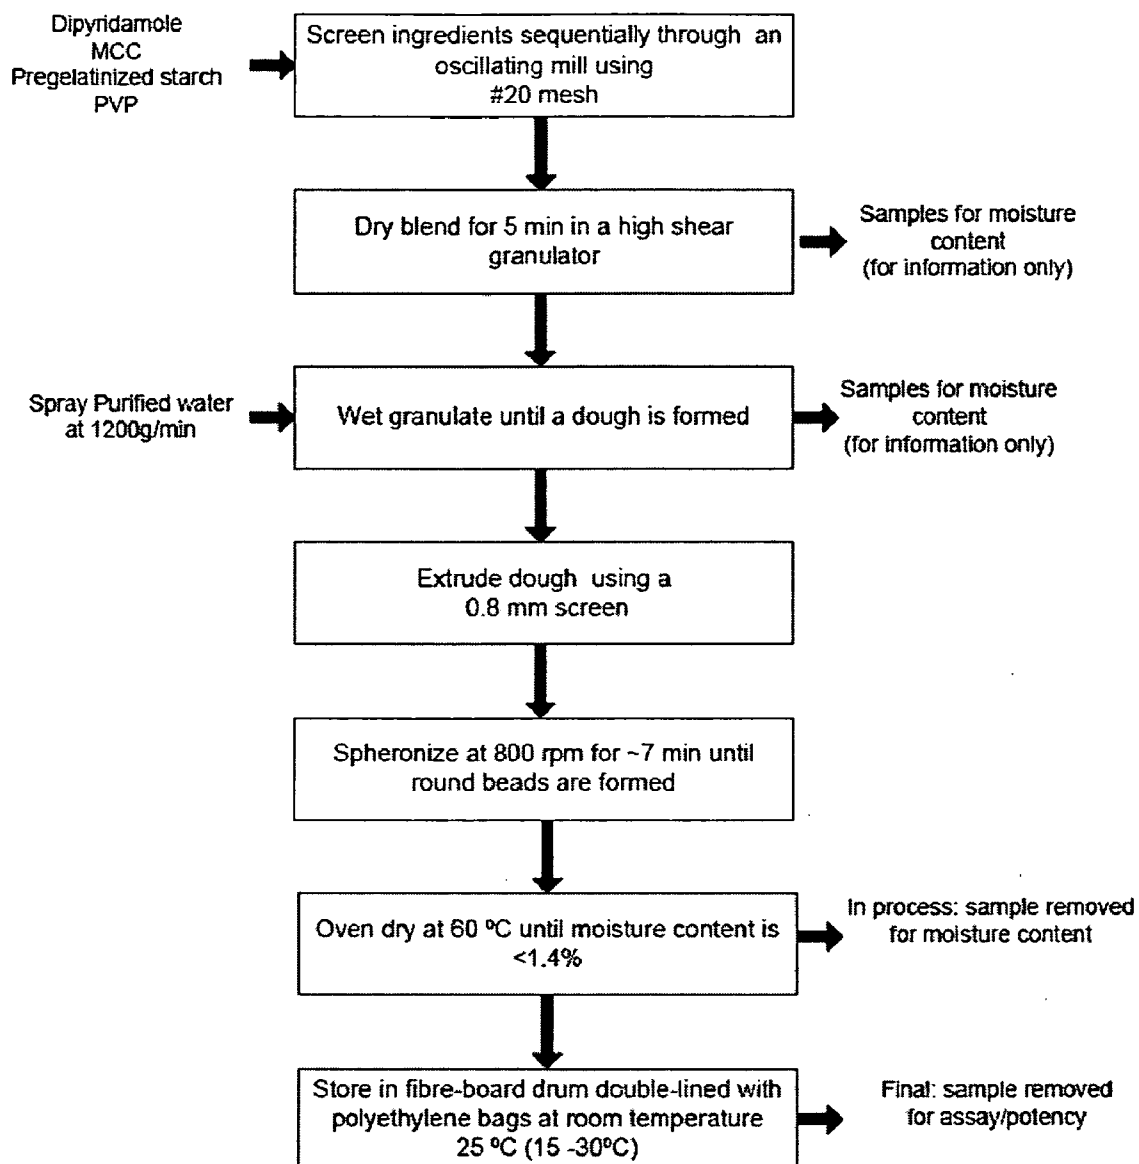 Dipyridamole
MCC
Pregelatinized starch
PVP
Screen ingredients sequentially through an
oscillating mill using
#20 mesh
Dry blend for 5 min in a high shear
granulator
Samples for moisture
content
(for information only)
Spray Purified water
at 1200g/min
Wet granulate until a dough is formed
Samples for moisture
content
(for information only)
Extrude dough using a
0.8 mm screen
Spheronize at 800 rpm for ~7 min until
round beads are formed
Oven dry at 60 ºC until moisture content is
<1.4%
In process: sample removed
for moisture content
Store in fibre-board drum double-lined with
polyethylene bags at room temperature
25 ºC (15 -30ºC)
Final: sample removed
for assay/potency